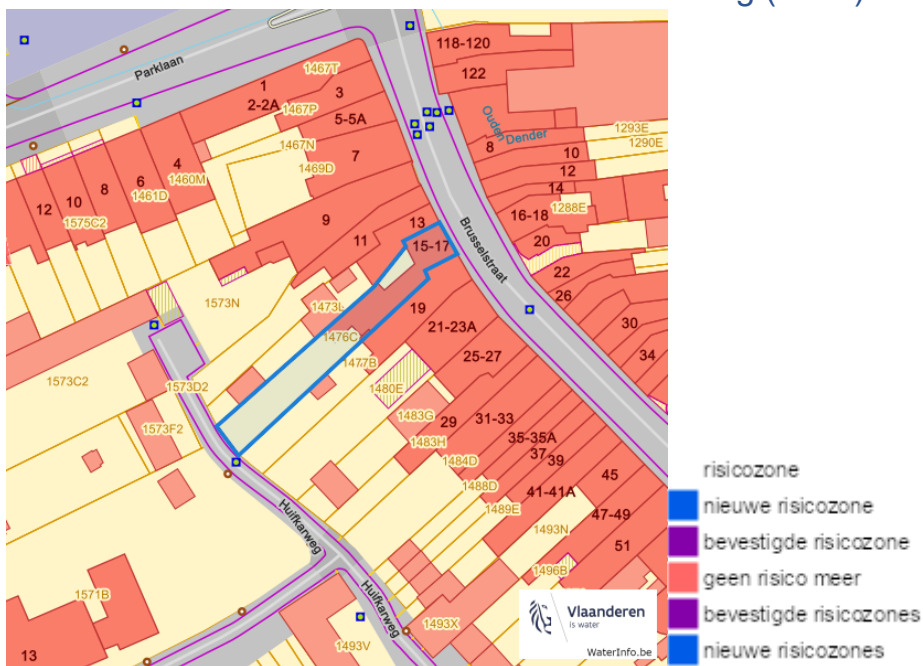 g (
Parklaan
118-120
122
1467T
1
3
2-2A
1467P
5-5A
Ouden Dender
1293E
1467N
8
1290E
4
7
10
1469D
12
6
1460M
8
1461D
14
10
1288E
12
1575C2
9
13
16-18
11
15-17
20
Brusselstraat
22
26
1573N
1473L
19
30
1476C
21-23A
34
1477B
25-27
1573C2
1573D2
1480E
1573F2
1483G
29
31-33
1483H
35-35A
37
1484D
39
45
1488D
41-41A
1489E
47-49
1493N
Huifkarweg
51
1496B
1571B
Huifkarweg
1493X
1493V
13
Vlaanderen
is water
WaterInfo.be
risicozone
nieuwe risicozone
bevestigde risicozone
geen risico meer
bevestigde risicozones
nieuwe risicozones